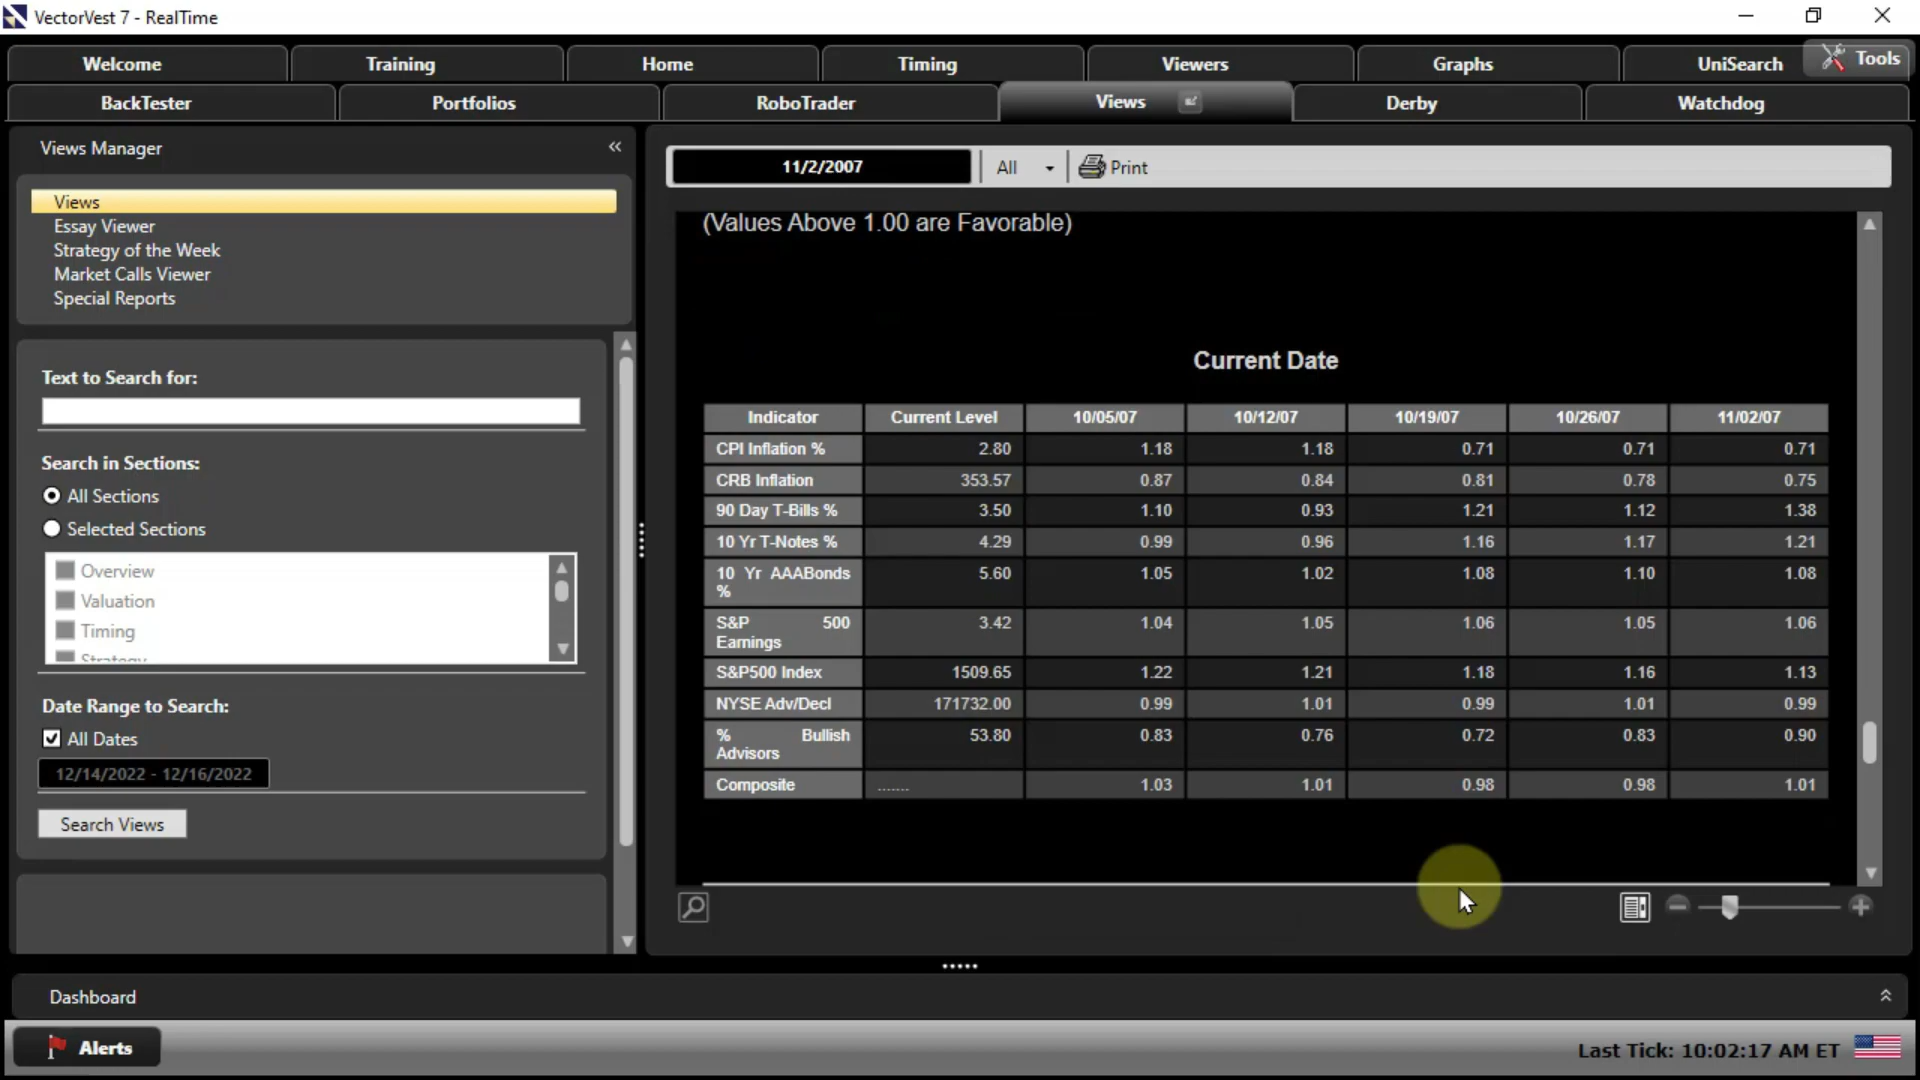 VectorVest 7 - RealTime
Welcome
Training
Home
Timing
Viewers
Graphs
UniSearch
Tools
BackTester
Portfolios
RoboTrader
Views
Derby
Watchdog
Views Manager
«
Views
Essay Viewer
Strategy of the Week
Market Calls Viewer
Special Reports
Text to Search for:
Search in Sections:
All Sections
Selected Sections
Overview
Valuation
Timing
Strategy
Date Range to Search:
All Dates
12/14/2022 - 12/16/2022
Search Views
11/2/2007
All
Print
(Values Above 1.00 are Favorable)
Current Date
Indicator Current Level 10/05/07 10/12/07 10/19/07 10/26/07 11/02/07
CPI Inflation % 2.80 1.18 1.18 0.71 0.71 0.71
CRB Inflation 353.57 0.87 0.84 0.81 0.78 0.75
90 Day T-Bills % 3.50 1.10 0.93 1.21 1.12 1.38
10 Yr T-Notes % 4.29 0.99 0.96 1.16 1.17 1.21
10 Yr AAABonds % 5.60 1.05 1.02 1.08 1.10 1.08
S&P 500 Earnings 3.42 1.04 1.05 1.06 1.05 1.06
S&P500 Index 1509.65 1.22 1.21 1.18 1.16 1.13
NYSE Adv/Decl 171732.00 0.99 1.01 0.99 1.01 0.99
% Bullish Advisors 53.80 0.83 0.76 0.72 0.83 0.90
Composite ....... 1.03 1.01 0.98 0.98 1.01
Dashboard
Alerts
Last Tick: 10:02:17 AM ET